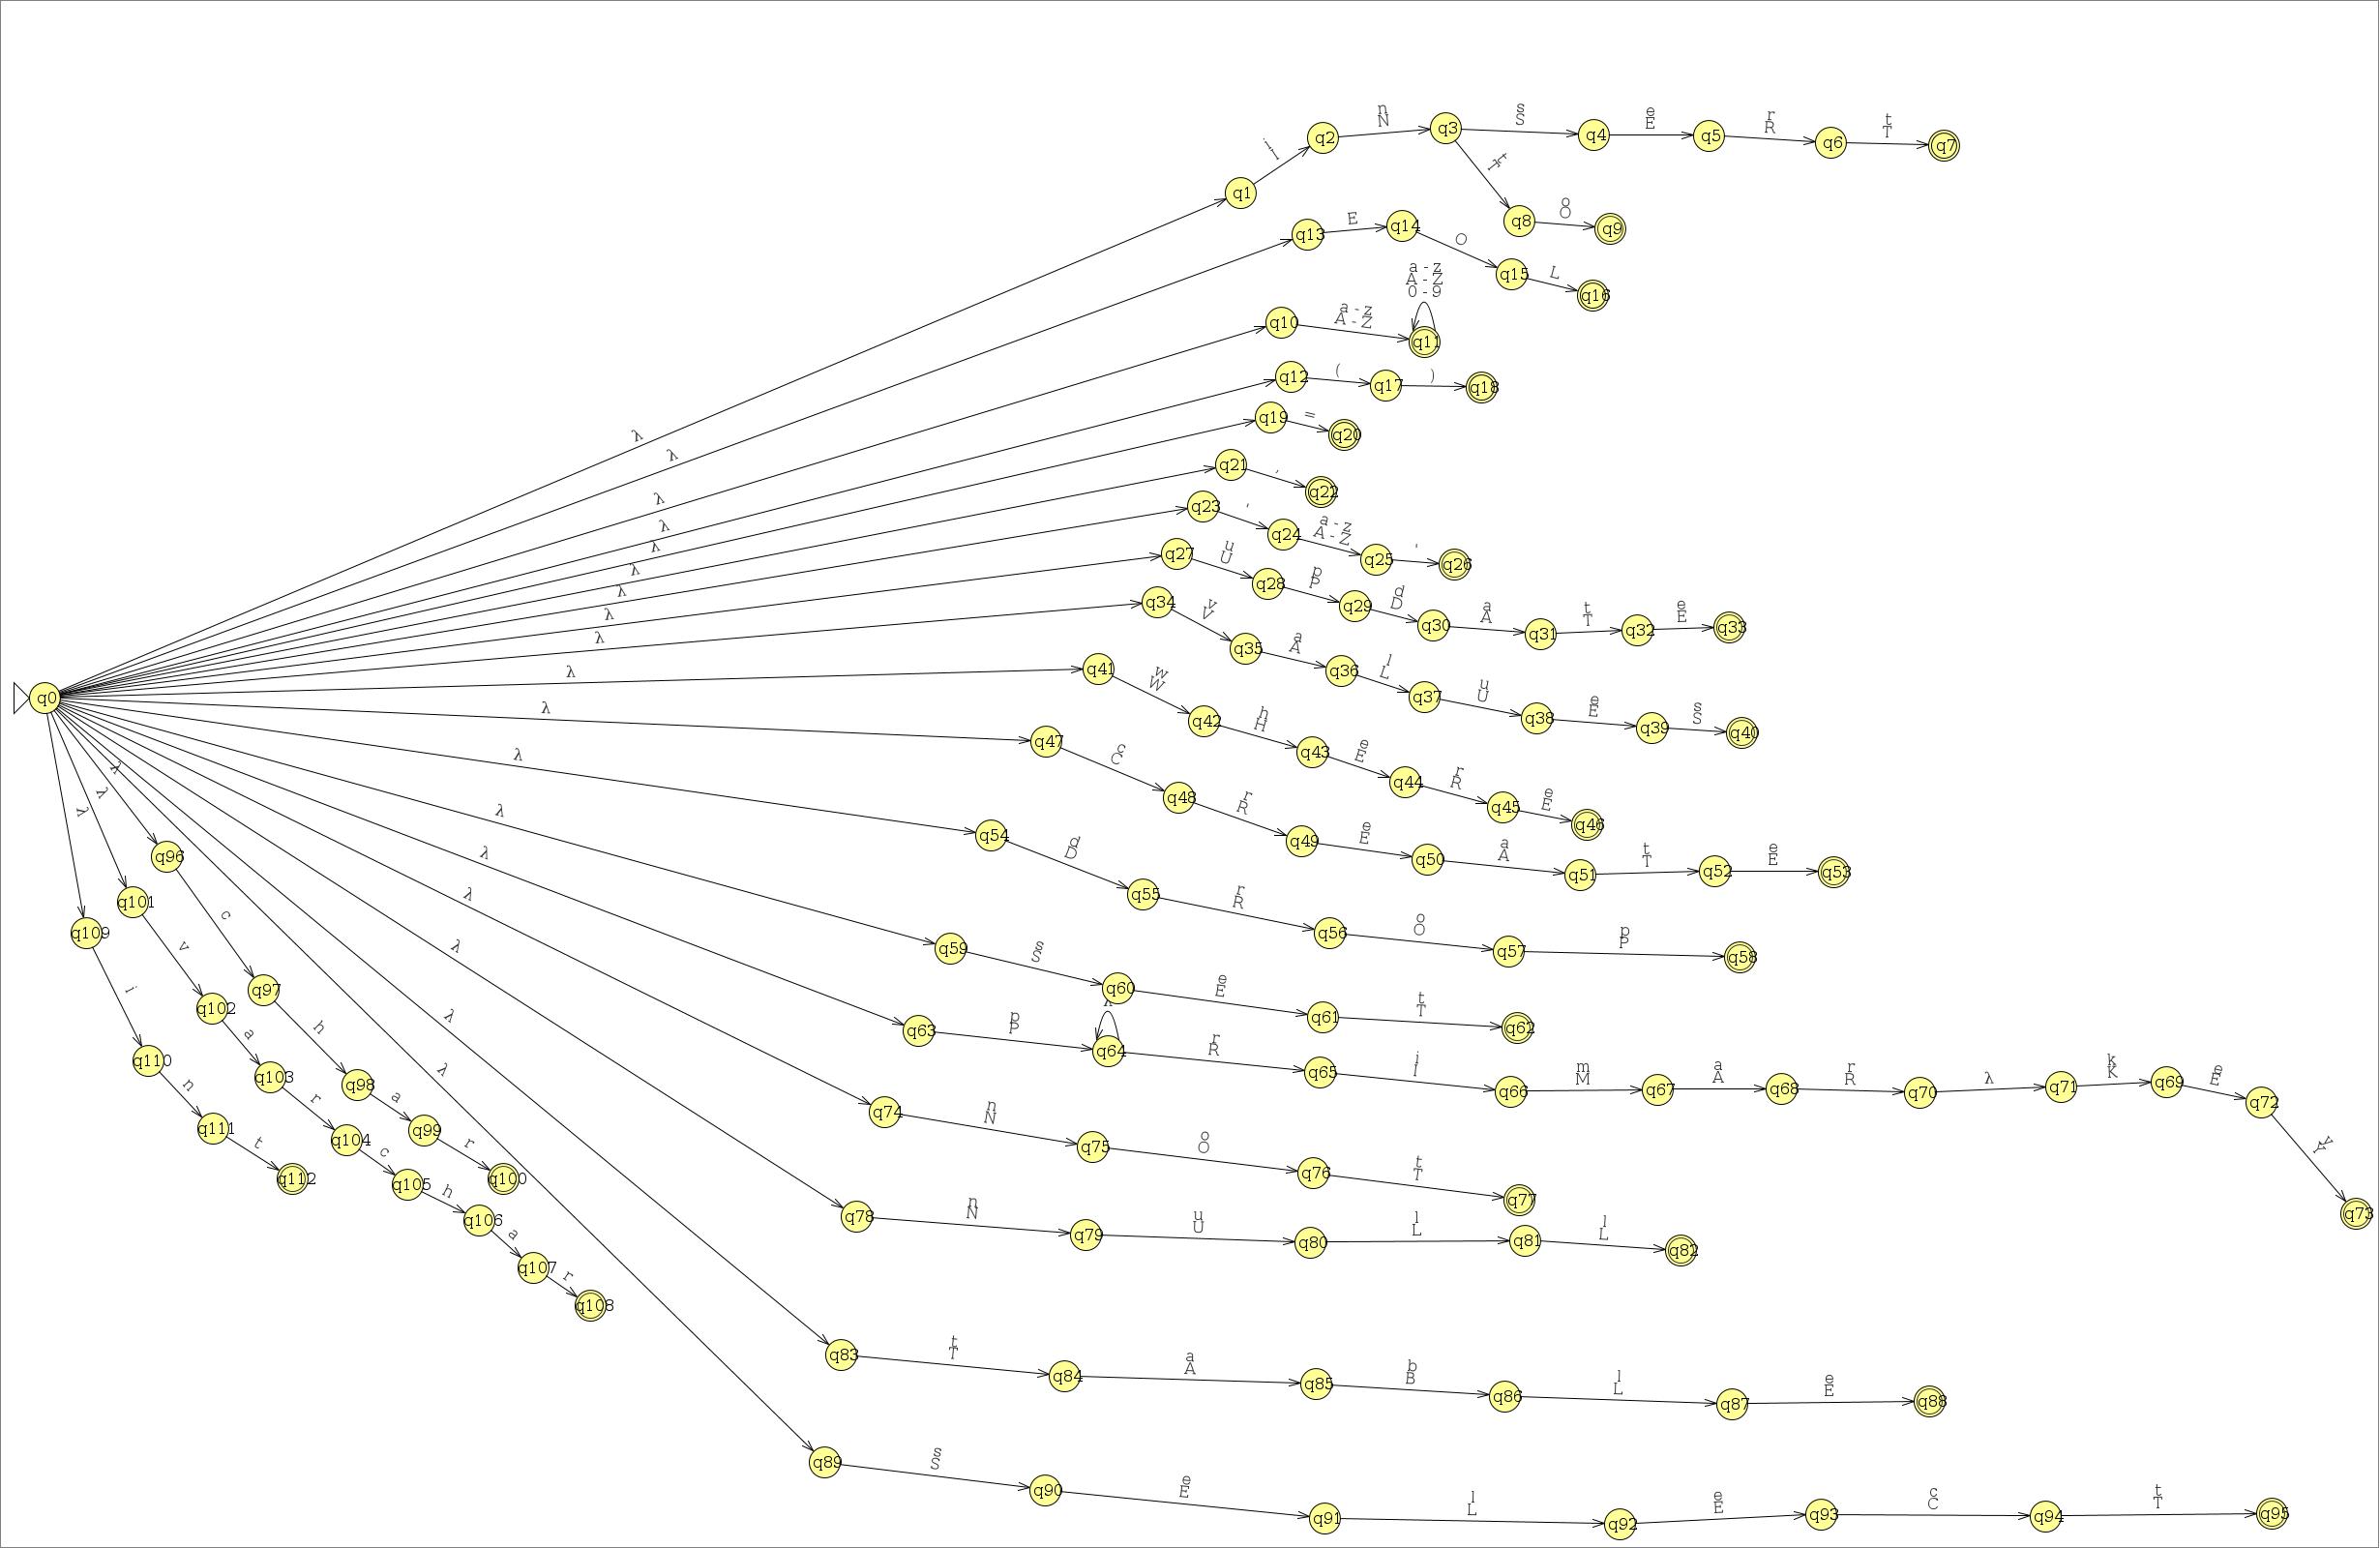 q0
λ
q1
i
I
q2
n
N
q3
s
S
q4
e
E
q5
r
R
q6
t
T
q7
q8
o
O
q9
λ
q13
E
q14
O
q15
L
q16
λ
q10
a - z
A - Z
q11
a - z
A - Z
0 - 9
λ
q12
(
q17
)
q18
λ
q19
=
q20
λ
q21
,
q22
λ
q23
'
q24
a - z
A - Z
q25
'
q26
λ
q27
u
U
q28
p
P
q29
d
D
q30
a
A
q31
t
T
q32
e
E
q33
λ
q34
v
V
q35
a
A
q36
l
L
q37
u
U
q38
e
E
q39
s
S
q40
λ
q41
w
W
q42
h
H
q43
e
E
q44
r
R
q45
e
E
q46
λ
q47
c
C
q48
r
R
q49
e
E
q50
a
A
q51
t
T
q52
e
E
q53
λ
q54
d
D
q55
r
R
q56
o
O
q57
p
P
q58
λ
q59
s
S
q60
e
E
q61
t
T
q62
λ
q63
p
P
q64
r
R
q65
i
I
q66
m
M
q67
a
A
q68
r
R
q70
λ
q71
k
K
q69
e
E
q72
y
Y
q73
λ
q74
n
N
q75
o
O
q76
t
T
q77
λ
q78
n
N
q79
u
U
q80
l
L
q81
l
L
q82
λ
q83
t
T
q84
a
A
q85
b
B
q86
l
L
q87
e
E
q88
λ
q89
s
S
q90
e
E
q91
l
L
q92
e
E
q93
c
C
q94
t
T
q95
λ
q96
c
q97
h
q98
a
q99
r
q100
λ
q101
v
q102
a
q103
r
q104
c
q105
h
q106
a
q107
r
q108
λ
q109
i
q110
n
q111
t
q112